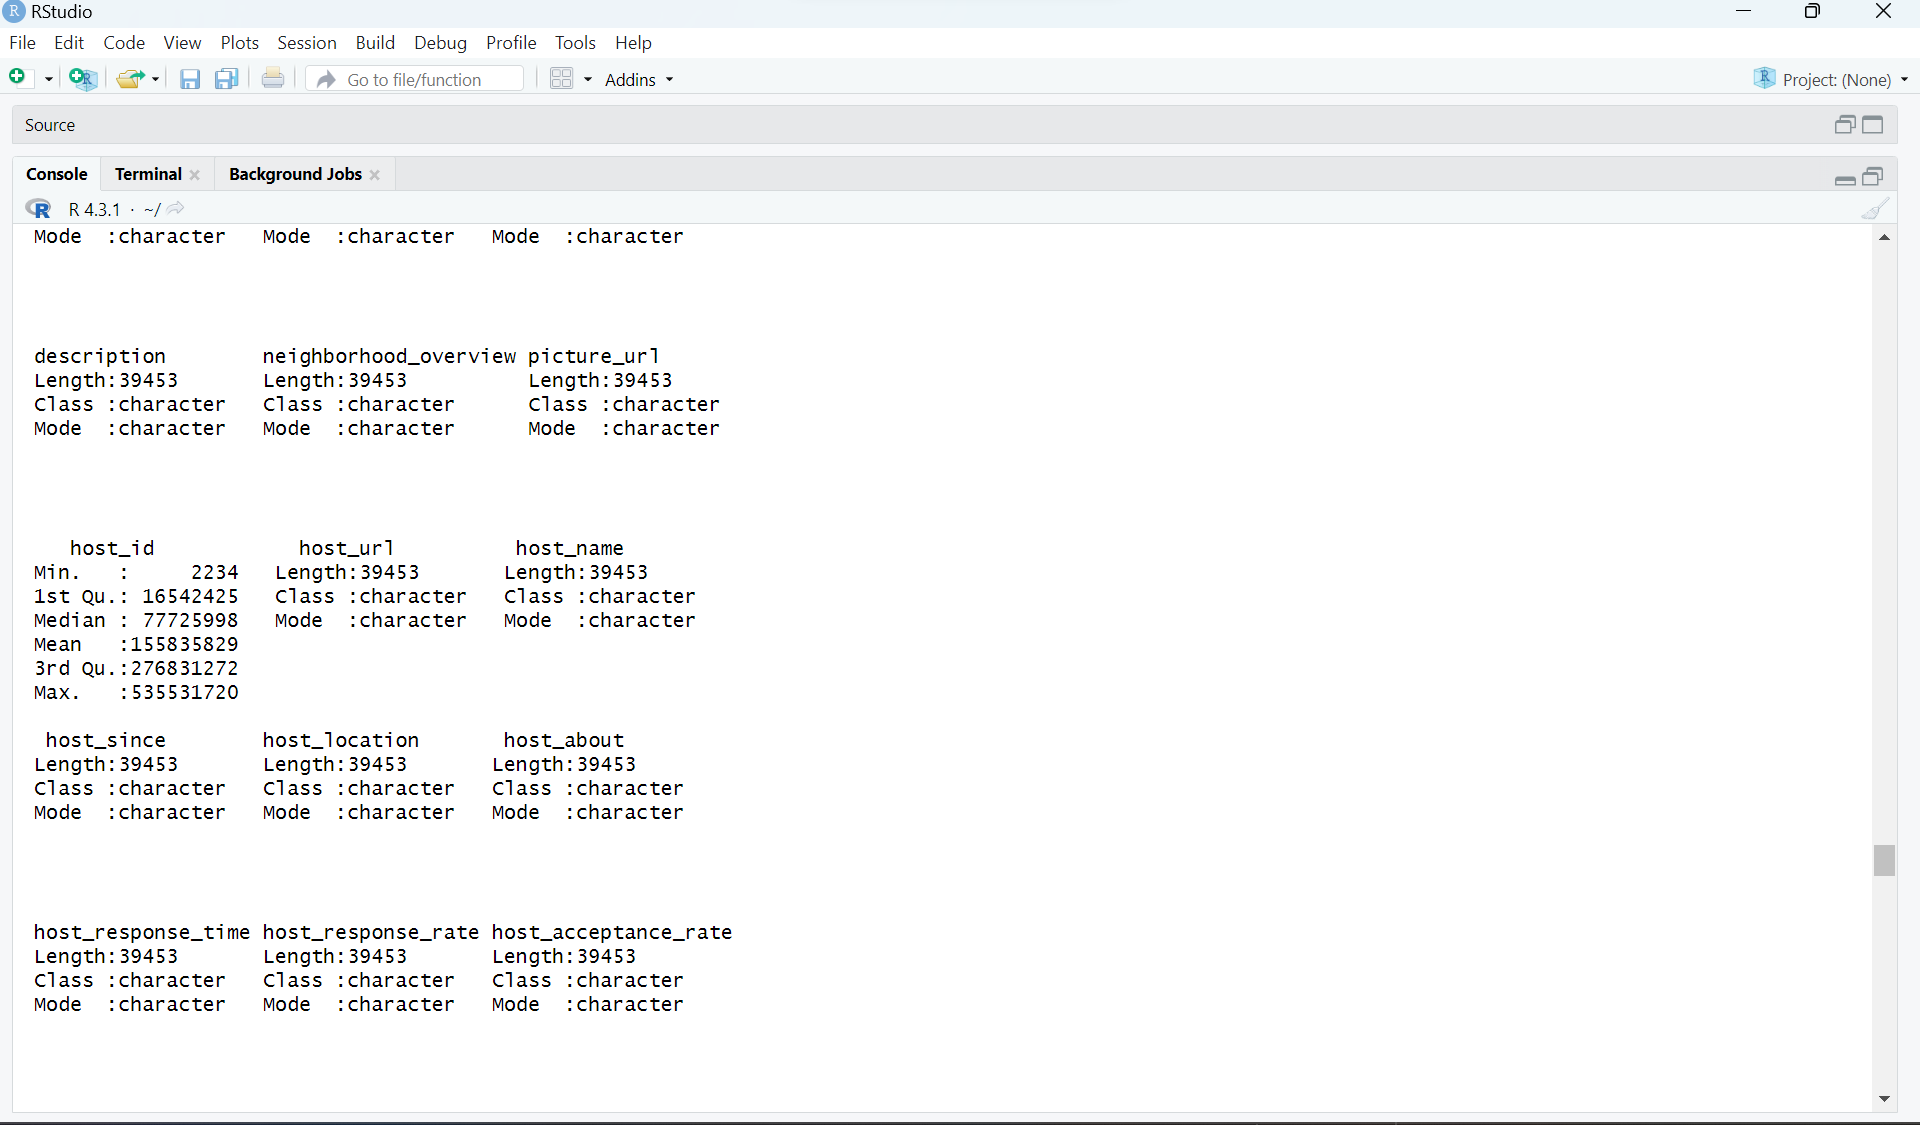 RStudio
File Edit Code View Plots Session Build Debug Profile Tools Help
Go to file/function Addins Project: (None)
Source
Console Terminal Background Jobs
R 4.3.1 · ~/
Mode  :character   Mode  :character   Mode  :character
description        neighborhood_overview picture_url
Length:39453       Length:39453          Length:39453
Class :character   Class :character      Class :character
Mode  :character   Mode  :character      Mode  :character
host_id            host_url          host_name
Min.   :     2234   Length:39453       Length:39453
1st Qu.: 16542425   Class :character   Class :character
Median : 77725998   Mode  :character   Mode  :character
Mean   :155835829
3rd Qu.:276831272
Max.   :535531720
host_since        host_location       host_about
Length:39453       Length:39453       Length:39453
Class :character   Class :character   Class :character
Mode  :character   Mode  :character   Mode  :character
host_response_time host_response_rate host_acceptance_rate
Length:39453       Length:39453       Length:39453
Class :character   Class :character   Class :character
Mode  :character   Mode  :character   Mode  :character